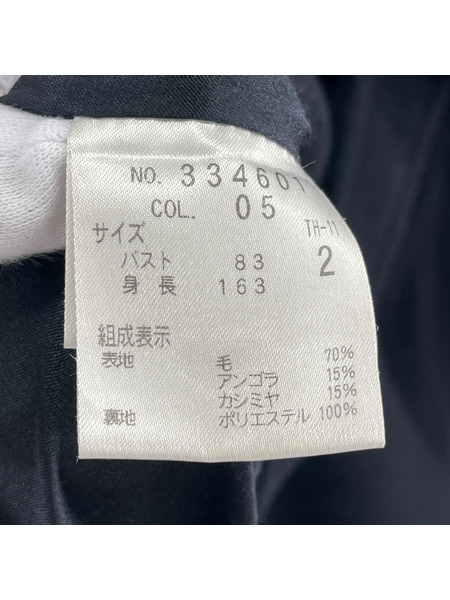 NO. 334601
COL. 05
TH-11
サイズ 2
バスト 83
身長 163
組成表示
表地 毛 70%
アンゴラ 15%
カシミヤ 15%
裏地 ポリエステル 100%